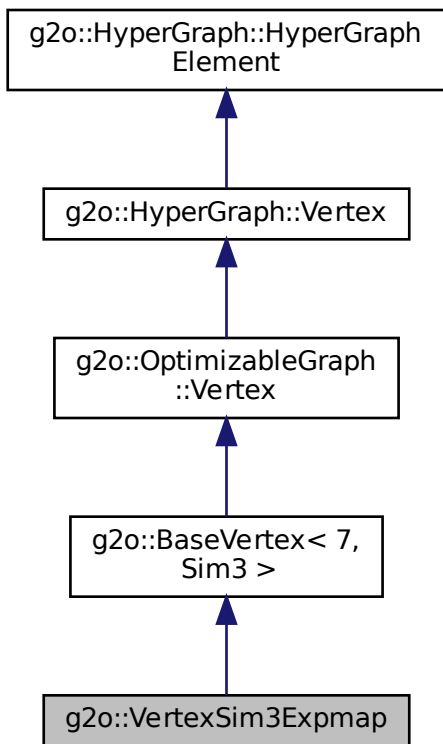 g2o::HyperGraph::HyperGraph
Element
g2o::HyperGraph::Vertex
g2o::OptimizableGraph
::Vertex
g2o::BaseVertex< 7,
Sim3 >
g2o::VertexSim3Expmap